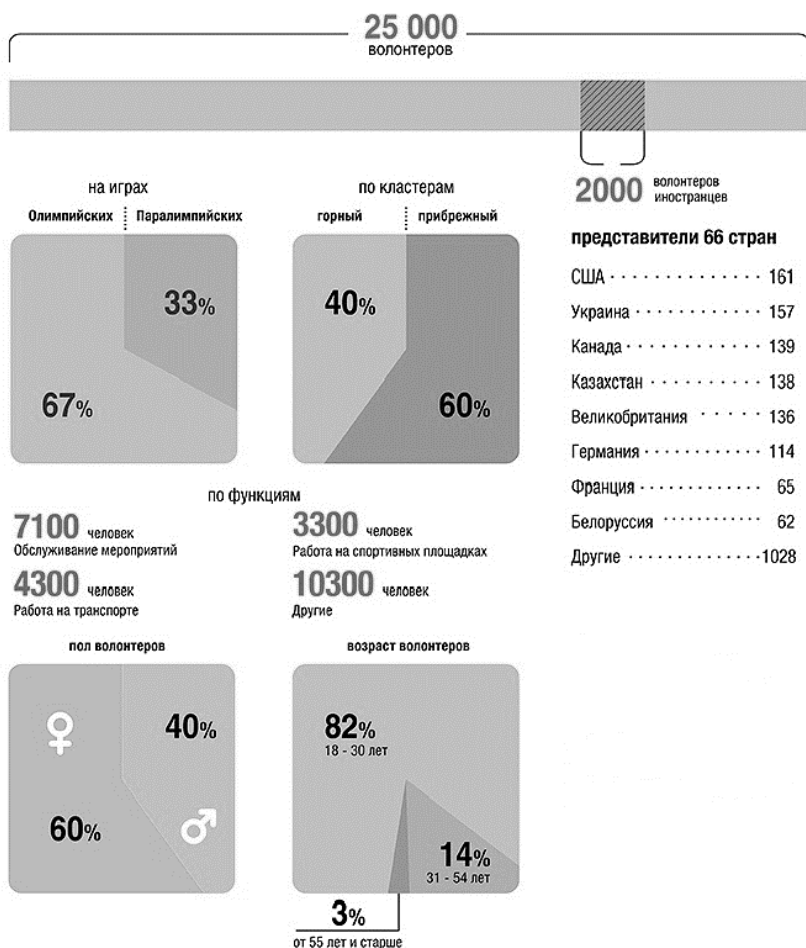 25 000
волонтеров
2000 волонтеров
иностранцев
на играх
Олимпийских Паралимпийских
33%
67%
по кластерам
горный прибрежный
40%
60%
представители 66 стран
США 161
Украина 157
Канада 139
Казахстан 138
Великобритания 136
Германия 114
Франция 65
Белоруссия 62
Другие 1028
по функциям
7100 человек
Обслуживание мероприятий
3300 человек
Работа на спортивных площадках
4300 человек
Работа на транспорте
10300 человек
Другие
пол волонтеров
40%
60%
возраст волонтеров
82%
18 - 30 лет
14%
31 - 54 лет
3%
от 55 лет и старше